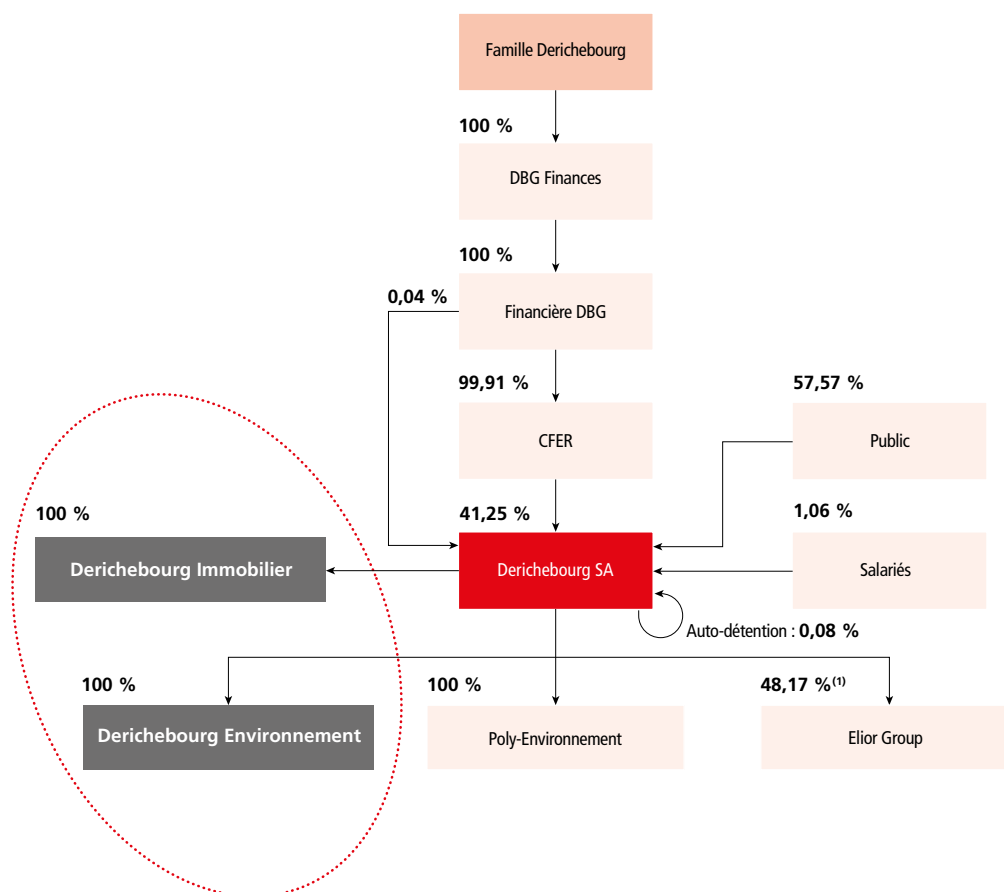 Famille Derichebourg
100 %
DBG Finances
100 %
0,04 %
Financière DBG
99,91 %
57,57 %
CFER
Public
100 %
41,25 %
1,06 %
Derichebourg Immobilier
Derichebourg SA
Salariés
Auto-détention : 0,08 %
100 %
100 %
48,17 %(1)
Derichebourg Environnement
Poly-Environnement
Elior Group